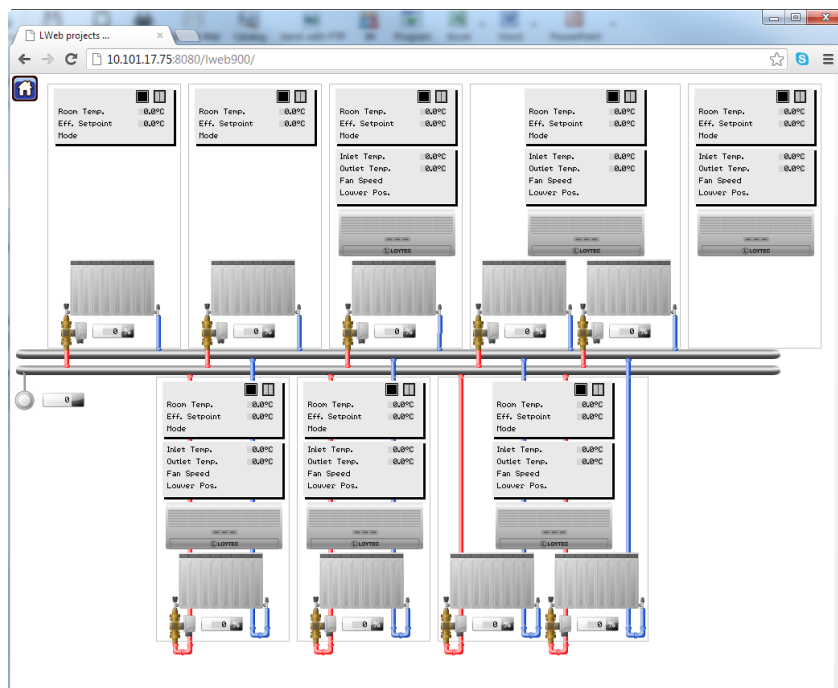 LWeb projects ...
10.101.17.75:8080/lweb900/
Room Temp. 0.0°C
Eff. Setpoint 0.0°C
Mode
Room Temp. 0.0°C
Eff. Setpoint 0.0°C
Mode
Room Temp. 0.0°C
Eff. Setpoint 0.0°C
Mode
Inlet Temp. 0.0°C
Outlet Temp. 0.0°C
Fan Speed
Louver Pos.
LOYTEC
Room Temp. 0.0°C
Eff. Setpoint 0.0°C
Mode
Inlet Temp. 0.0°C
Outlet Temp. 0.0°C
Fan Speed
Louver Pos.
LOYTEC
Room Temp. 0.0°C
Eff. Setpoint 0.0°C
Mode
Inlet Temp. 0.0°C
Outlet Temp. 0.0°C
Fan Speed
Louver Pos.
LOYTEC
0 %
0 %
0 %
0 %
0 %
0
Room Temp. 0.0°C
Eff. Setpoint 0.0°C
Mode
Inlet Temp. 0.0°C
Outlet Temp. 0.0°C
Fan Speed
Louver Pos.
LOYTEC
Room Temp. 0.0°C
Eff. Setpoint 0.0°C
Mode
Inlet Temp. 0.0°C
Outlet Temp. 0.0°C
Fan Speed
Louver Pos.
LOYTEC
Room Temp. 0.0°C
Eff. Setpoint 0.0°C
Mode
Inlet Temp. 0.0°C
Outlet Temp. 0.0°C
Fan Speed
Louver Pos.
LOYTEC
0 %
0 %
0 %
0 %